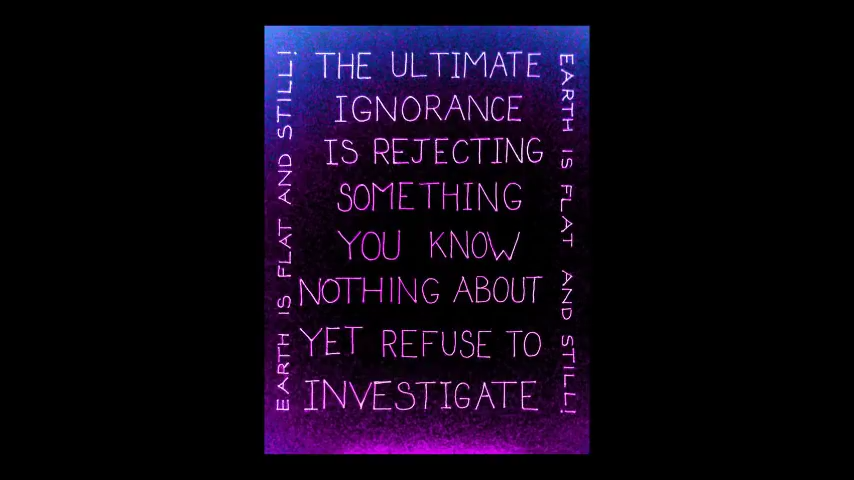 THE ULTIMATE
IGNORANCE
IS REJECTING
SOMETHING
YOU KNOW
NOTHING ABOUT
YET REFUSE TO
INVESTIGATE
EARTH IS FLAT AND STILL!
EARTH IS FLAT AND STILL!